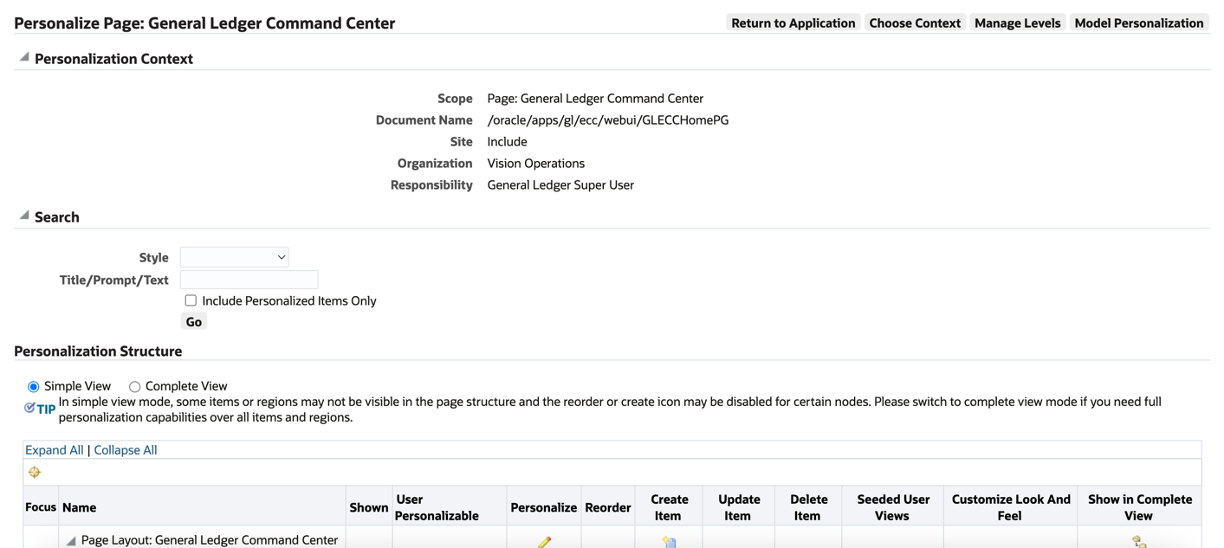 Personalize Page: General Ledger Command Center
Return to Application Choose Context Manage Levels Model Personalization
Personalization Context
Scope Page: General Ledger Command Center
Document Name /oracle/apps/gl/ecc/webui/GLECCHomePG
Site Include
Organization Vision Operations
Responsibility General Ledger Super User
Search
Style
Title/Prompt/Text
Include Personalized Items Only
Go
Personalization Structure
Simple View Complete View
TIP In simple view mode, some items or regions may not be visible in the page structure and the reorder or create icon may be disabled for certain nodes. Please switch to complete view mode if you need full
personalization capabilities over all items and regions.
Expand All | Collapse All
Focus Name Shown User Personalizable Personalize Reorder Create Item Update Item Delete Item Seeded User Views Customize Look And Feel Show in Complete View
Page Layout: General Ledger Command Center